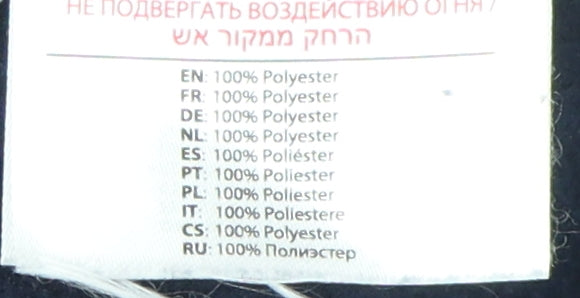 НЕ ПОДВЕРГАТЬ ВОЗДЕЙСТВИЮ ОГНЯ /
הרחק ממקור אש
EN: 100% Polyester
FR: 100% Polyester
DE: 100% Polyester
NL: 100% Polyester
ES: 100% Poliéster
PT: 100% Poliester
PL: 100% Poliester
IT: 100% Poliestere
CS: 100% Polyester
RU: 100% Полиэстер